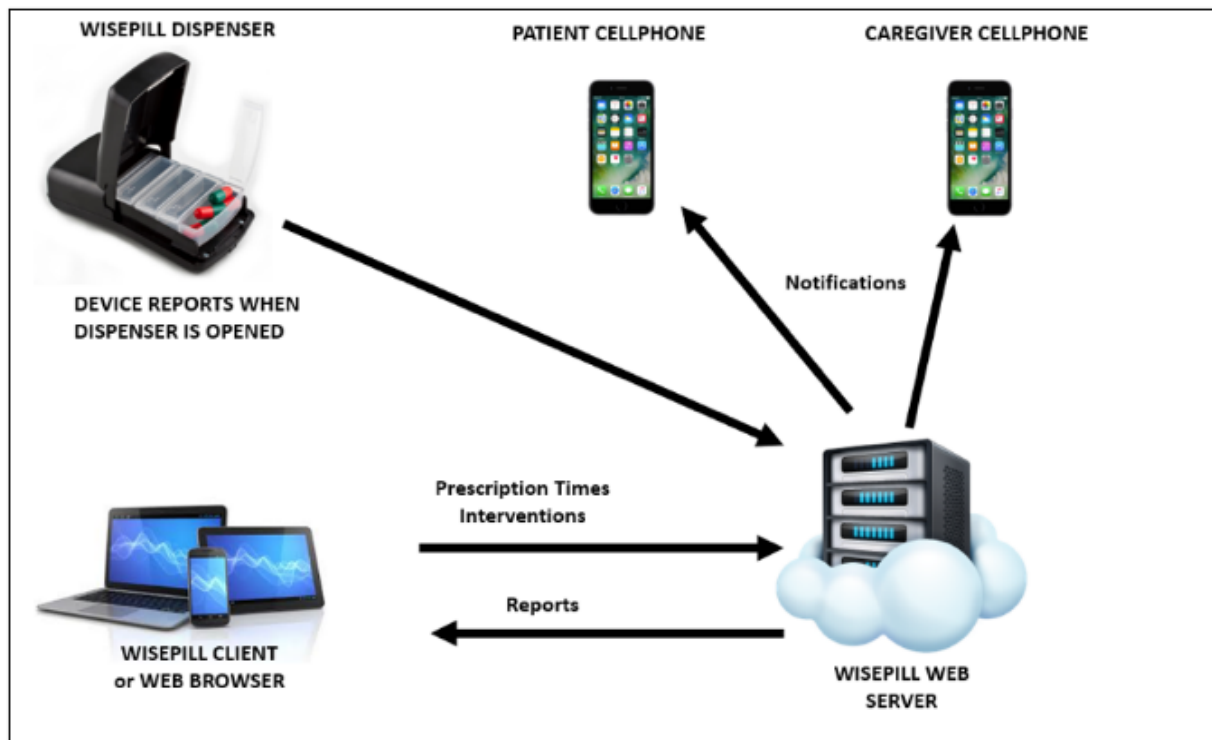 WISEPILL DISPENSER
PATIENT CELLPHONE
CAREGIVER CELLPHONE
DEVICE REPORTS WHEN
DISPENSER IS OPENED
Notifications
Prescription Times
Interventions
Reports
WISEPILL CLIENT
or WEB BROWSER
WISEPILL WEB
SERVER